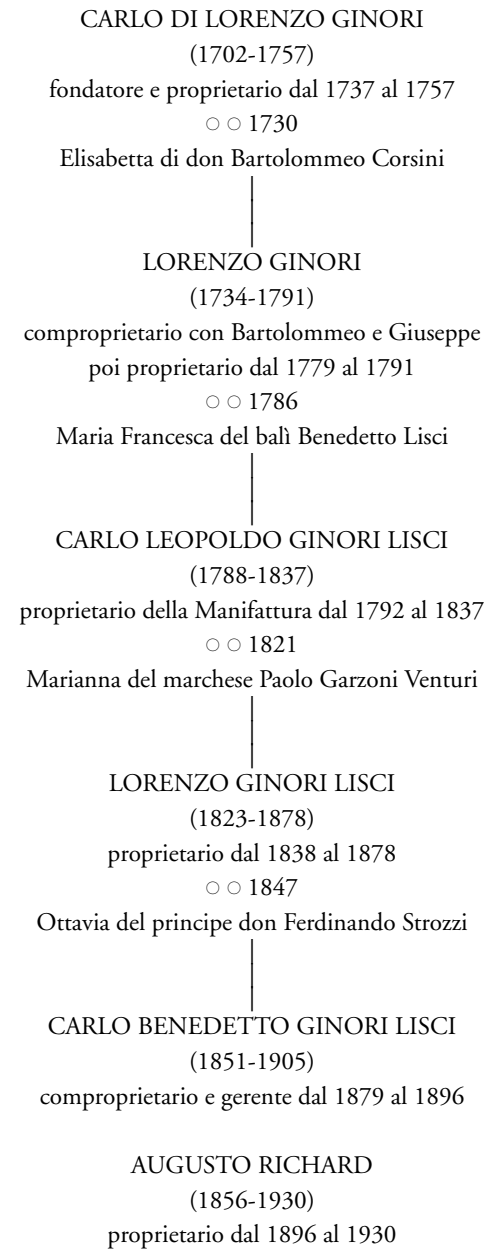 CARLO DI LORENZO GINORI
(1702-1757)
fondatore e proprietario dal 1737 al 1757
○ ○ 1730
Elisabetta di don Bartolommeo Corsini
LORENZO GINORI
(1734-1791)
comproprietario con Bartolommeo e Giuseppe
poi proprietario dal 1779 al 1791
○ ○ 1786
Maria Francesca del balì Benedetto Lisci
CARLO LEOPOLDO GINORI LISCI
(1788-1837)
proprietario della Manifattura dal 1792 al 1837
○ ○ 1821
Marianna del marchese Paolo Garzoni Venturi
LORENZO GINORI LISCI
(1823-1878)
proprietario dal 1838 al 1878
○ ○ 1847
Ottavia del principe don Ferdinando Strozzi
CARLO BENEDETTO GINORI LISCI
(1851-1905)
comproprietario e gerente dal 1879 al 1896
AUGUSTO RICHARD
(1856-1930)
proprietario dal 1896 al 1930